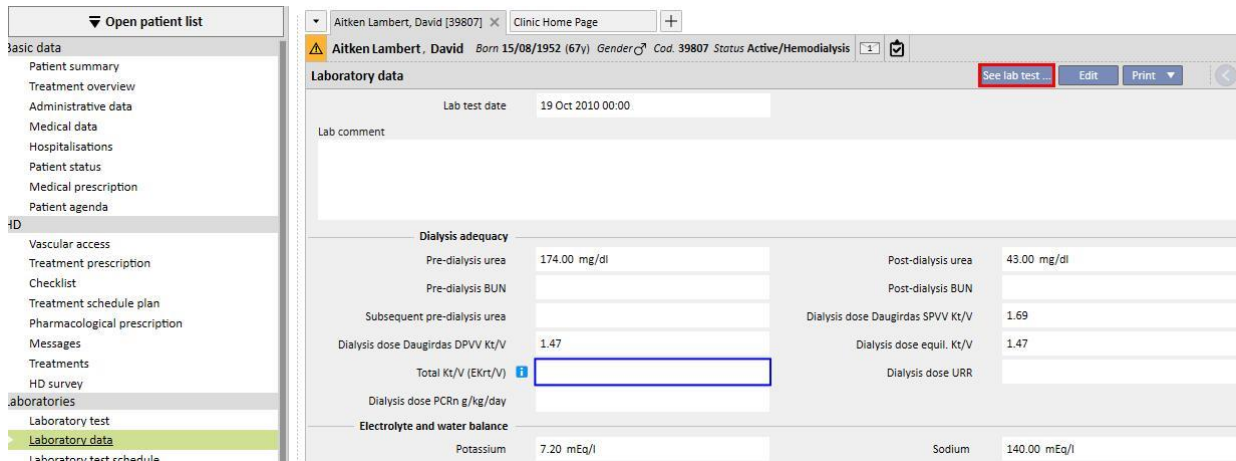 Open patient list
Aitken Lambert, David [39807]
Clinic Home Page
Basic data
Aitken Lambert, David Born 15/08/1952 (67y) Gender Cod. 39807 Status Active/Hemodialysis 1
Patient summary
Treatment overview
Administrative data
Medical data
Hospitalisations
Patient status
Medical prescription
Patient agenda
HD
Vascular access
Treatment prescription
Checklist
Treatment schedule plan
Pharmacological prescription
Messages
Treatments
HD survey
Laboratories
Laboratory test
Laboratory data
Laboratory test schedule
Laboratory data
See lab test ...
Edit
Print
Lab test date 19 Oct 2010 00:00
Lab comment
Dialysis adequacy
Pre-dialysis urea 174.00 mg/dl Post-dialysis urea 43.00 mg/dl
Pre-dialysis BUN Post-dialysis BUN
Subsequent pre-dialysis urea Dialysis dose Daugirdas SPVV Kt/V 1.69
Dialysis dose Daugirdas DPVV Kt/V 1.47 Dialysis dose equil. Kt/V 1.47
Total Kt/V (EKrt/V) i Dialysis dose URR
Dialysis dose PCRn g/kg/day
Electrolyte and water balance
Potassium 7.20 mEq/l Sodium 140.00 mEq/l